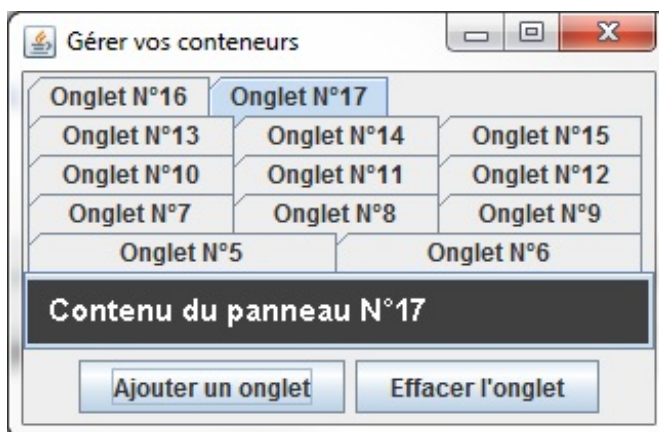 Gérer vos conteneurs
Onglet N°16 Onglet N°17
Onglet N°13 Onglet N°14 Onglet N°15
Onglet N°10 Onglet N°11 Onglet N°12
Onglet N°7 Onglet N°8 Onglet N°9
Onglet N°5 Onglet N°6
Contenu du panneau N°17
Ajouter un onglet Effacer l'onglet